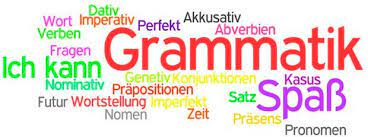 Dativ
Wort Imperativ Perfekt Akkusativ
Verben Adverbien
Fragen Grammatik
Ich kann Genetiv Konjunktionen Kasus
Nominativ Präpositionen Satz Spaß
Futur Wortstellung Imperfekt
Nomen Zeit Präsens
Pronomen